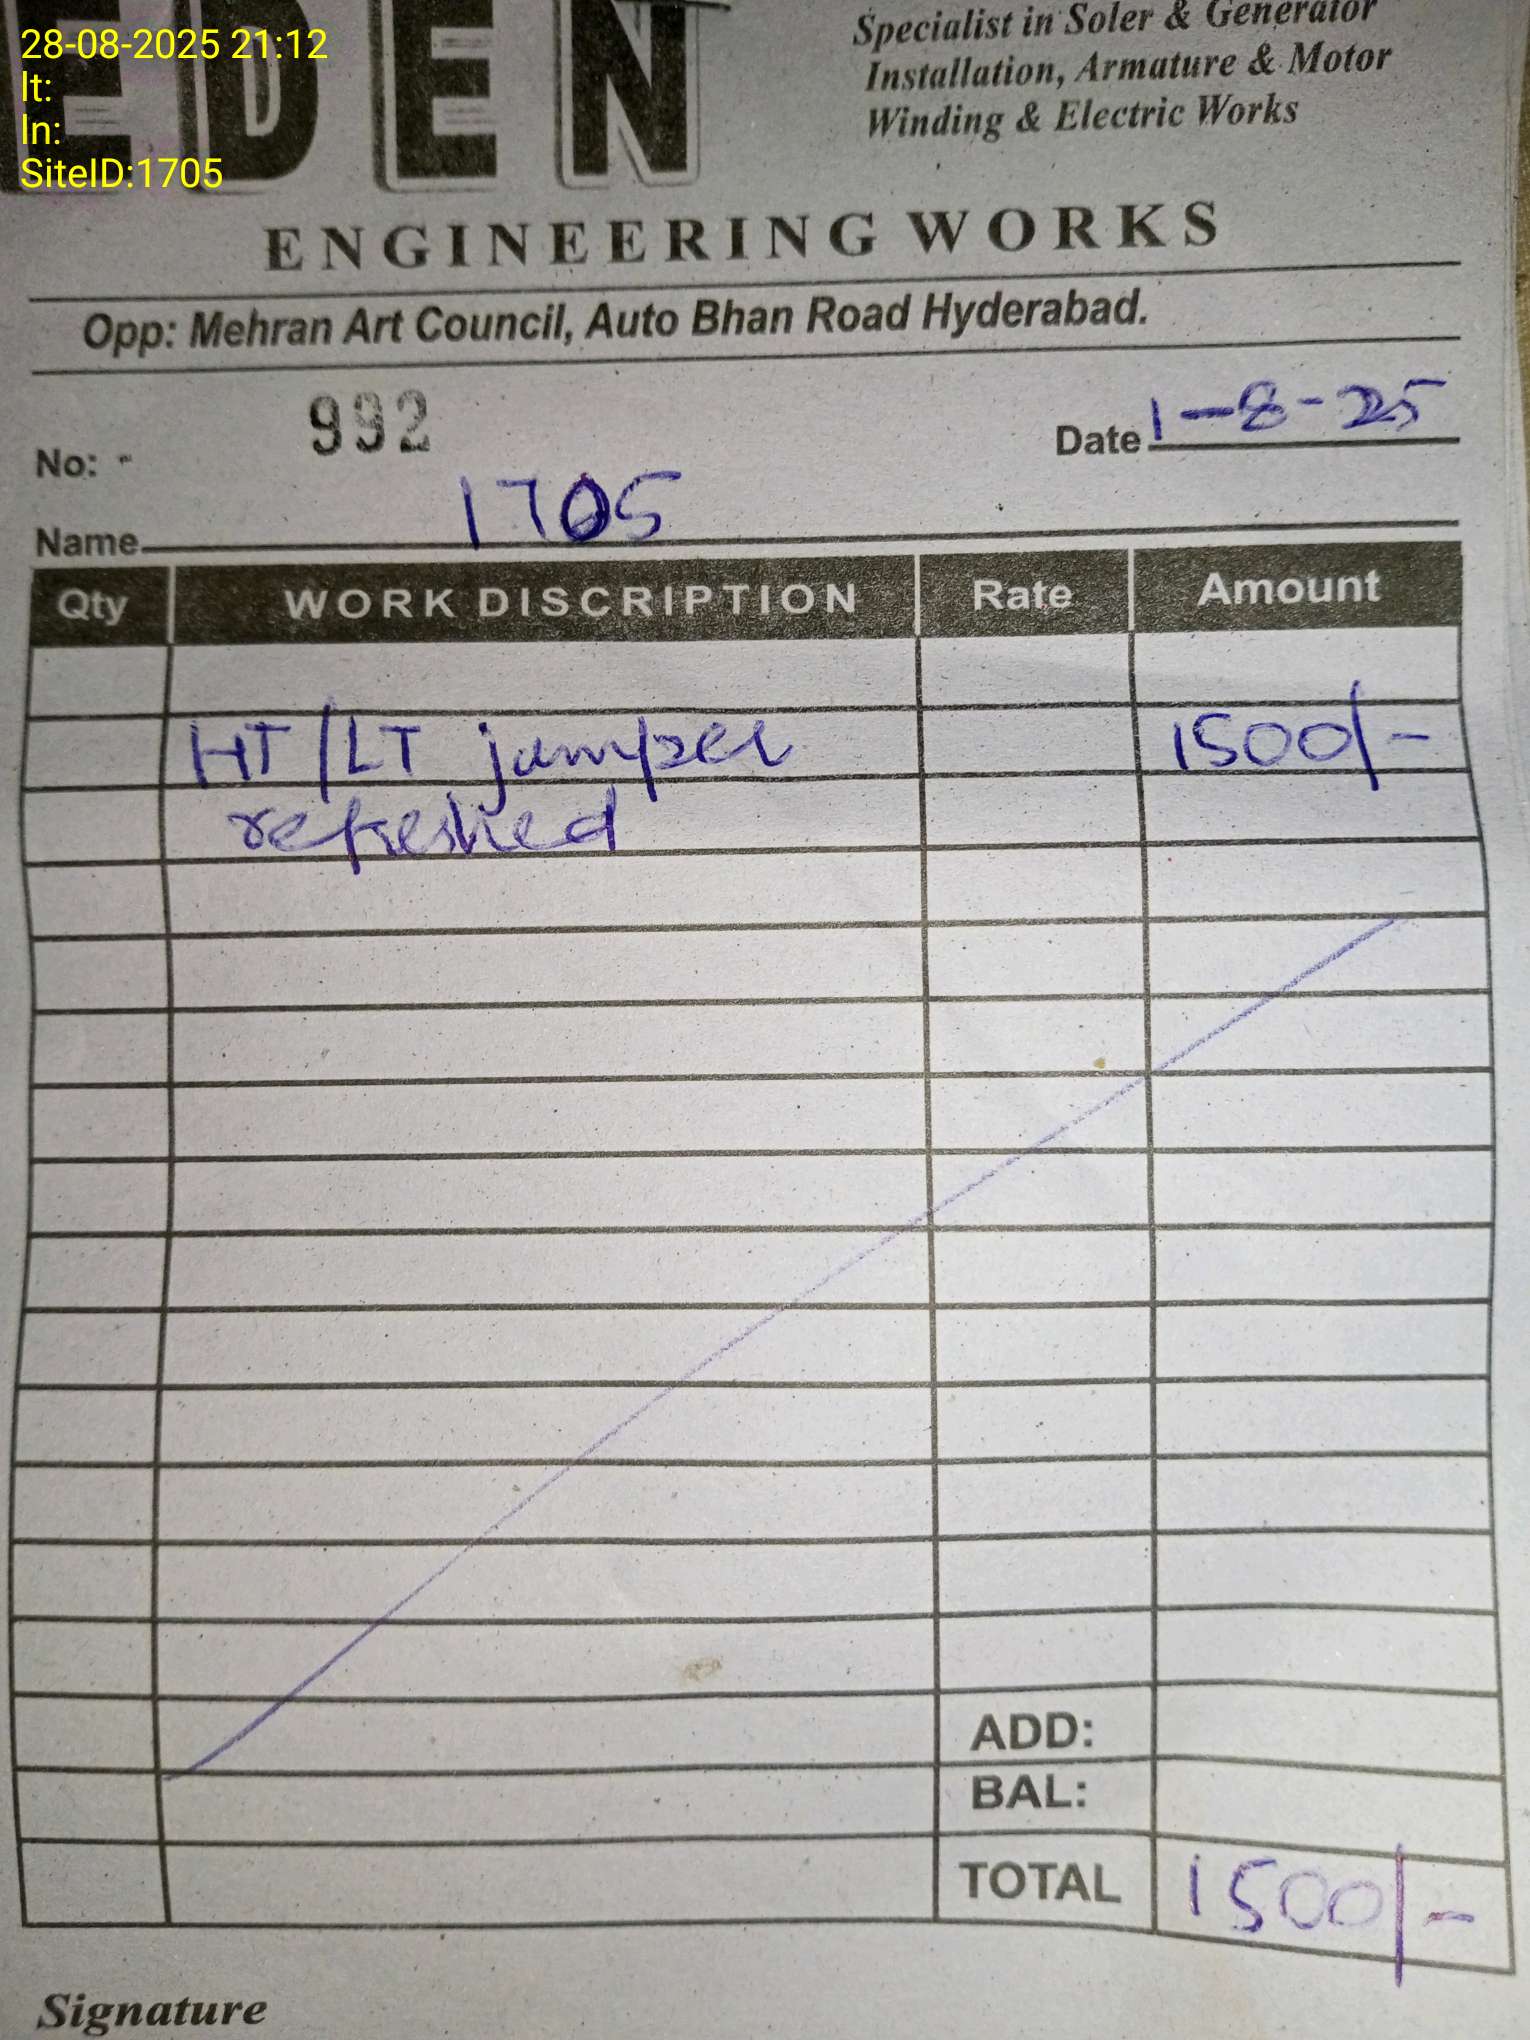 28-08-2025 21:12
lt:
ln:
SiteID:1705
EDEN
Specialist in Soler & Generator
Installation, Armature & Motor
Winding & Electric Works
ENGINEERING WORKS
Opp: Mehran Art Council, Auto Bhan Road Hyderabad.
No: 992
Date 1-8-25
Name 1705
Qty WORK DISCRIPTION Rate Amount
HT/LT jumper 1500/-
refreshed
ADD:
BAL:
TOTAL 1500/-
Signature